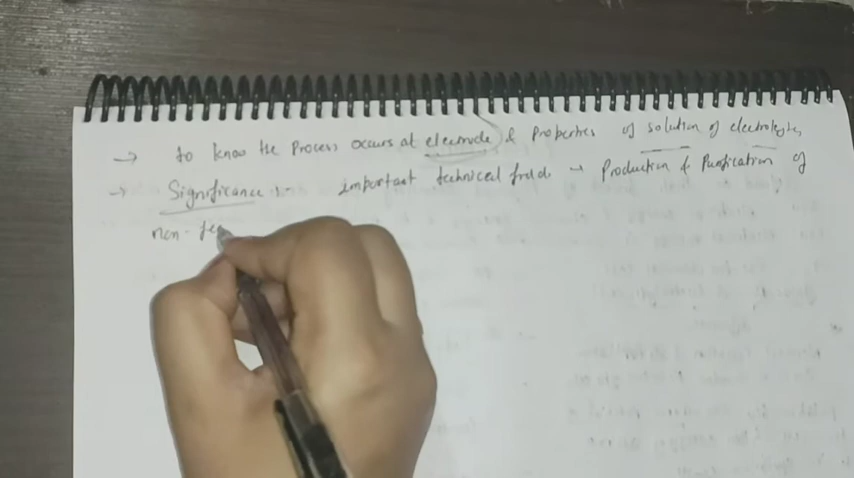 → to know the Process occurs at electrode & Properties of solution of electrolytes,
→ Significance :- important technical field → Production & Purification of
non-fe